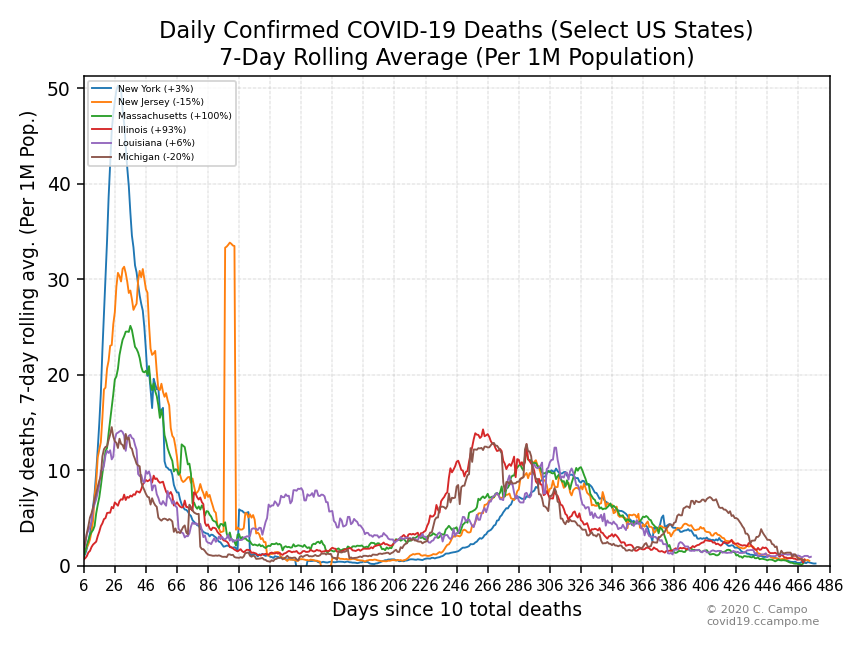 Daily Confirmed COVID-19 Deaths (Select US States)
7-Day Rolling Average (Per 1M Population)
Daily deaths, 7-day rolling avg. (Per 1M Pop.)
50
40
30
20
10
0
New York (+3%)
New Jersey (-15%)
Massachusetts (+100%)
Illinois (+93%)
Louisiana (+6%)
Michigan (-20%)
6 26 46 66 86 106 126 146 166 186 206 226 246 266 286 306 326 346 366 386 406 426 446 466 486
Days since 10 total deaths
© 2020 C. Campo
covid19.ccampo.me